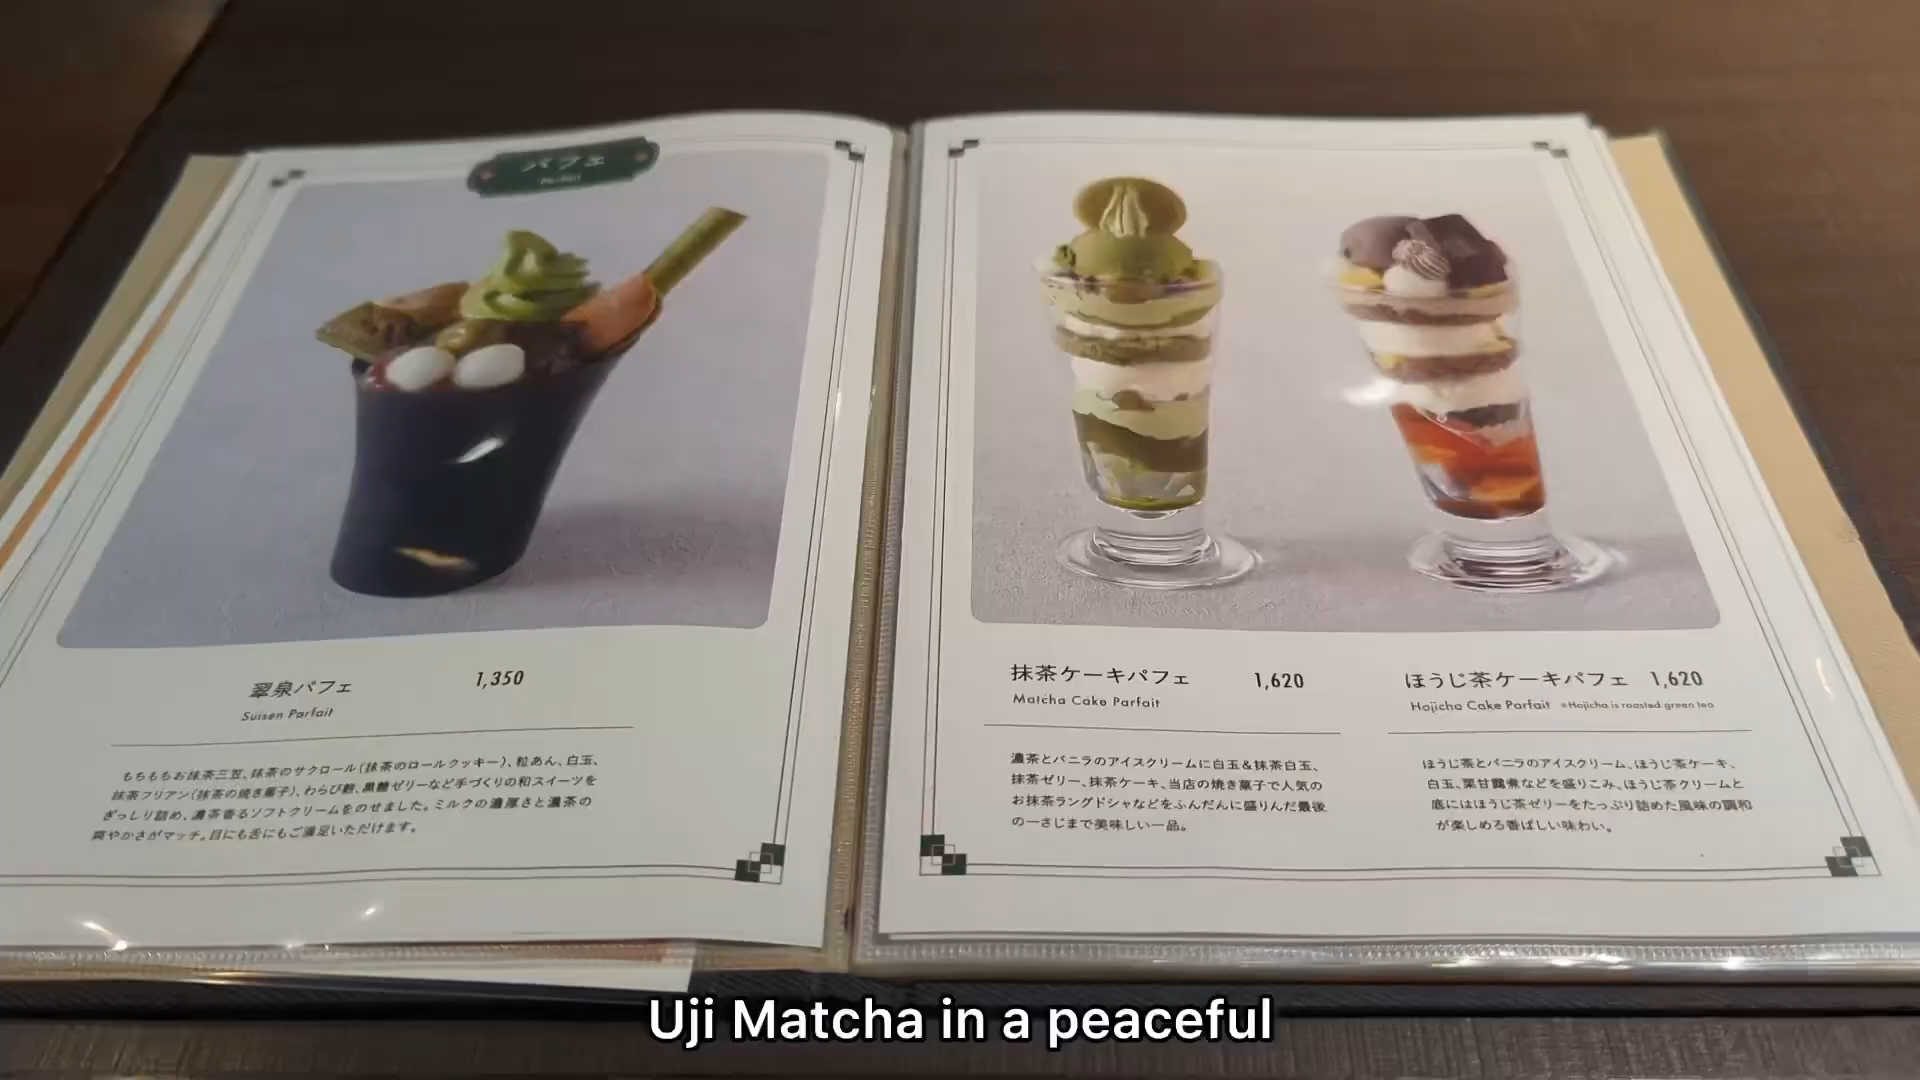 パフェ
Parfait
翠泉パフェ 1,350
Suisen Parfait
もちもちお抹茶三笠、抹茶のサクロール(抹茶のロールクッキー)、粒あん、白玉、
抹茶フリアン(抹茶の焼き菓子)、わらび餅、黒糖ゼリーなど手づくりの和スイーツを
ぎっしり詰め、濃茶香るソフトクリームをのせました。ミルクの濃厚さと濃茶の
爽やかさがマッチ。目にも舌にもご満足いただけます。
抹茶ケーキパフェ 1,620
Matcha Cake Parfait
濃茶とバニラのアイスクリームに白玉&抹茶白玉、
抹茶ゼリー、抹茶ケーキ、当店の焼き菓子で人気の
お抹茶ラングドシャなどをふんだんに盛りんだ最後
の一さじまで美味しい一品。
ほうじ茶ケーキパフェ 1,620
Hojicha Cake Parfait ※Hojicha is roasted green tea
ほうじ茶とバニラのアイスクリーム、ほうじ茶ケーキ、
白玉、栗甘露煮などを盛りこみ、ほうじ茶クリームと
底にはほうじ茶ゼリーをたっぷり詰めた風味の調和
が楽しめる香ばしい味わい。
Uji Matcha in a peaceful